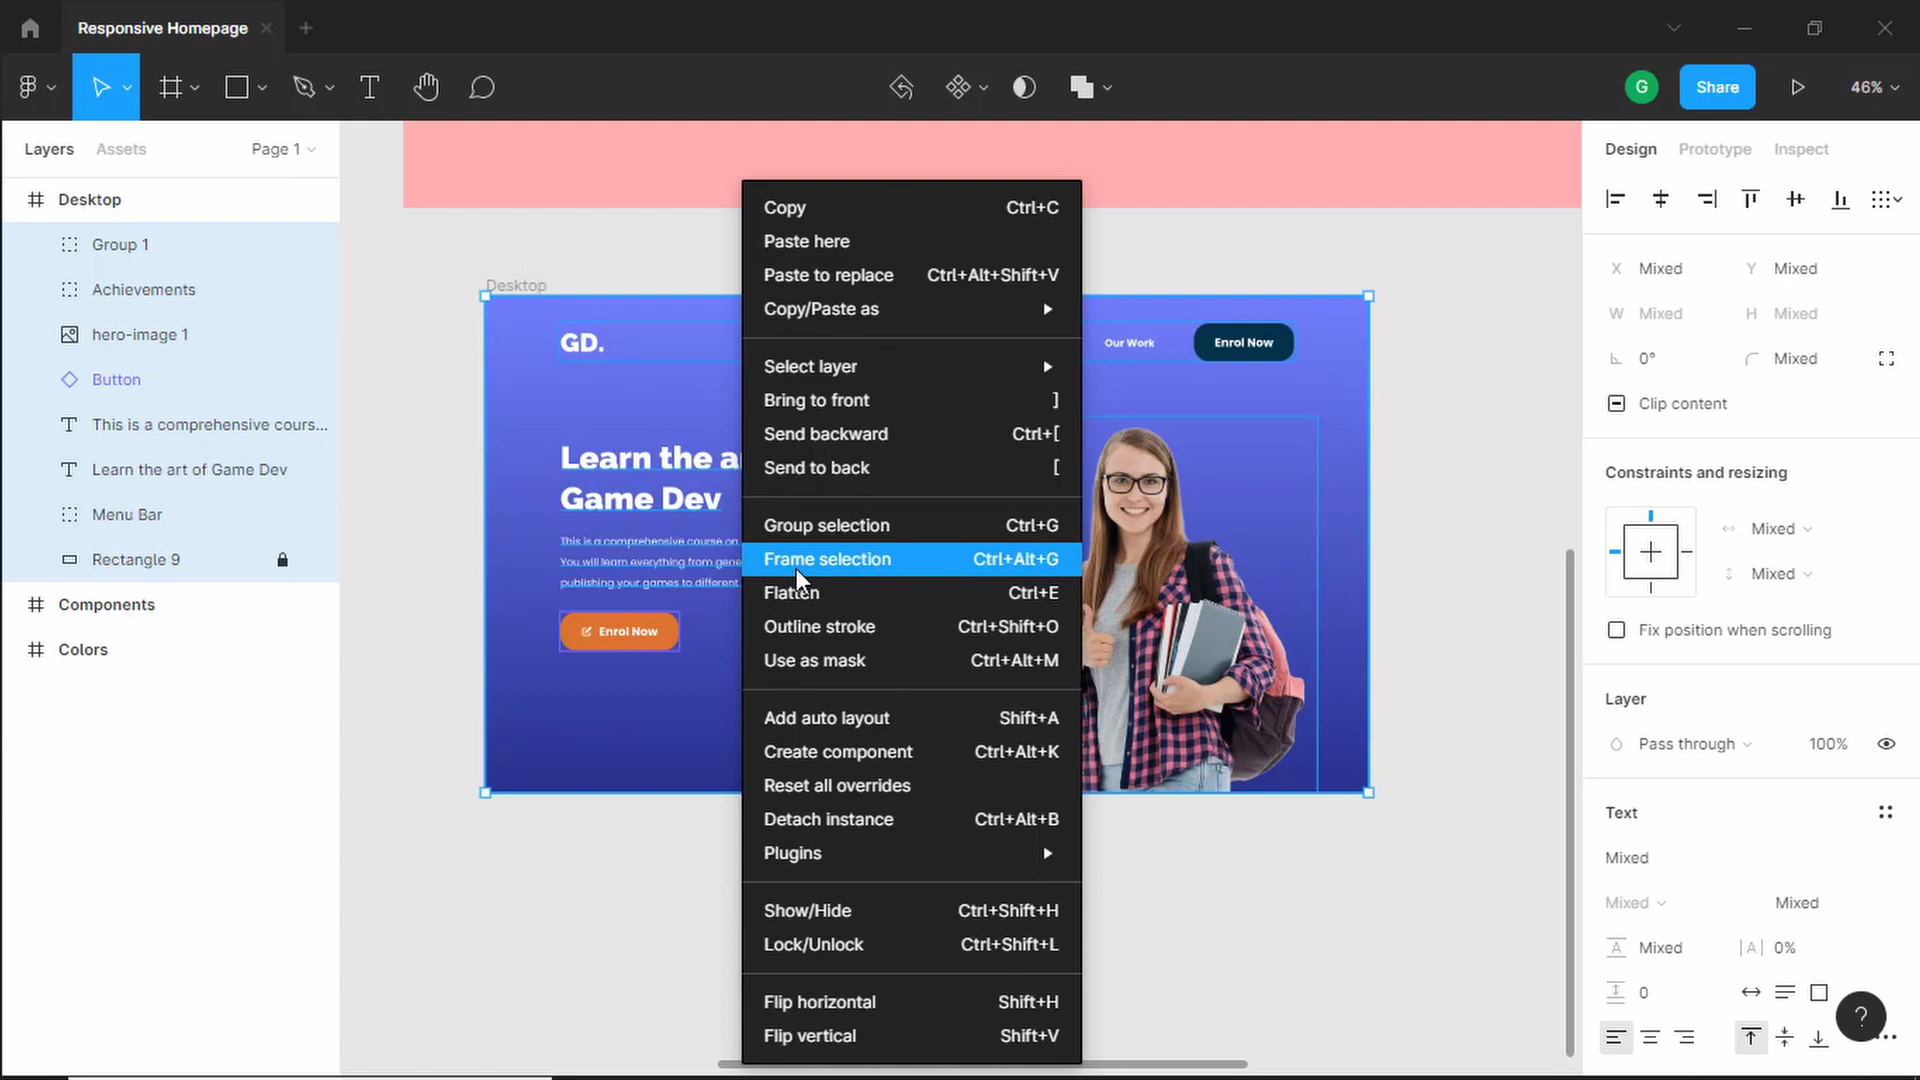 Responsive Homepage
G
Share
46%
Layers
Assets
Page 1
Desktop
Group 1
Achievements
hero-image 1
Button
This is a comprehensive cours...
Learn the art of Game Dev
Menu Bar
Rectangle 9
Components
Colors
Desktop
GD.
Our Work
Enrol Now
Learn the a
Game Dev
This is a comprehensive course on
You will learn everything from gene
publishing your games to different
Enrol Now
Copy Ctrl+C
Paste here
Paste to replace Ctrl+Alt+Shift+V
Copy/Paste as
Select layer
Bring to front ]
Send backward Ctrl+[
Send to back [
Group selection Ctrl+G
Frame selection Ctrl+Alt+G
Flatten Ctrl+E
Outline stroke Ctrl+Shift+O
Use as mask Ctrl+Alt+M
Add auto layout Shift+A
Create component Ctrl+Alt+K
Reset all overrides
Detach instance Ctrl+Alt+B
Plugins
Show/Hide Ctrl+Shift+H
Lock/Unlock Ctrl+Shift+L
Flip horizontal Shift+H
Flip vertical Shift+V
Design
Prototype
Inspect
X Mixed Y Mixed
W Mixed H Mixed
0° Mixed
Clip content
Constraints and resizing
Mixed
Mixed
Fix position when scrolling
Layer
Pass through 100%
Text
Mixed
Mixed Mixed
A Mixed |A| 0%
0
?